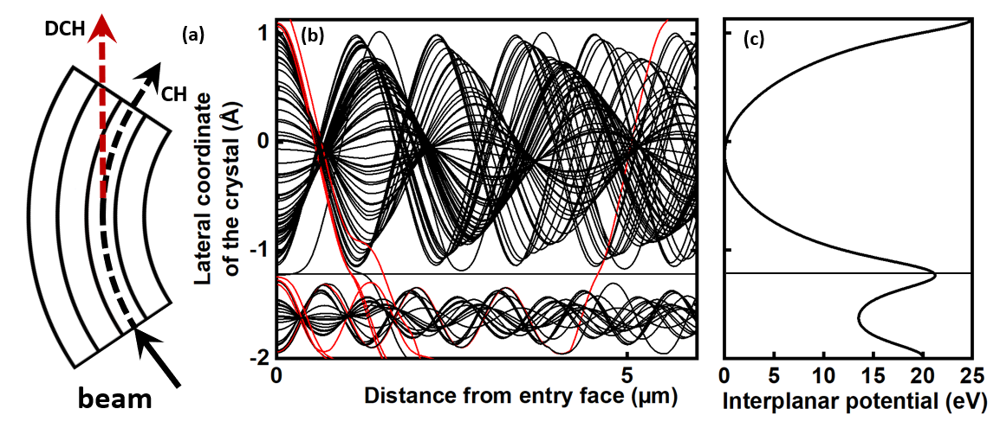 DCH
(a)
CH
beam
(b)
Lateral coordinate
of the crystal (Å)
1
0
-1
-2
0
5
Distance from entry face (μm)
(c)
0
5
10
15
20
25
Interplanar potential (eV)